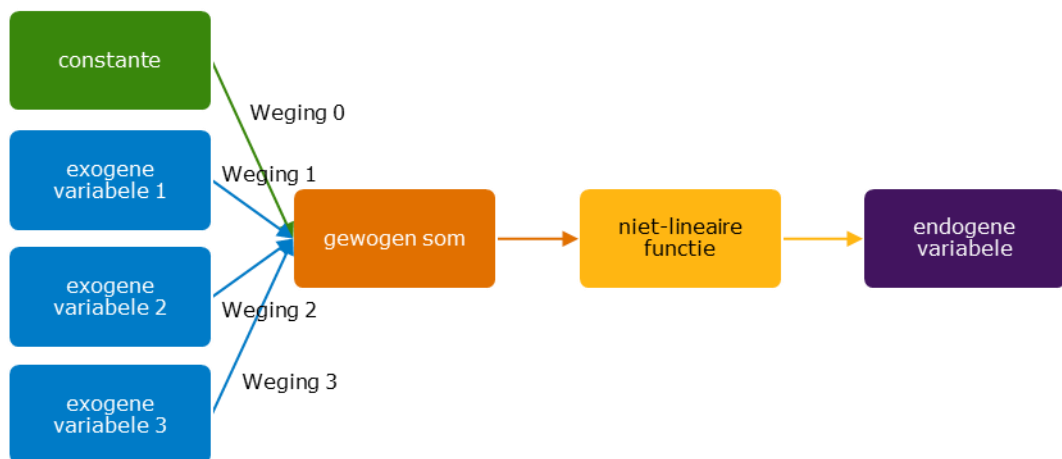 constante
Weging 0
exogene
variabele 1
Weging 1
gewogen som
niet-lineaire
functie
endogene
variabele
exogene
variabele 2
Weging 2
Weging 3
exogene
variabele 3